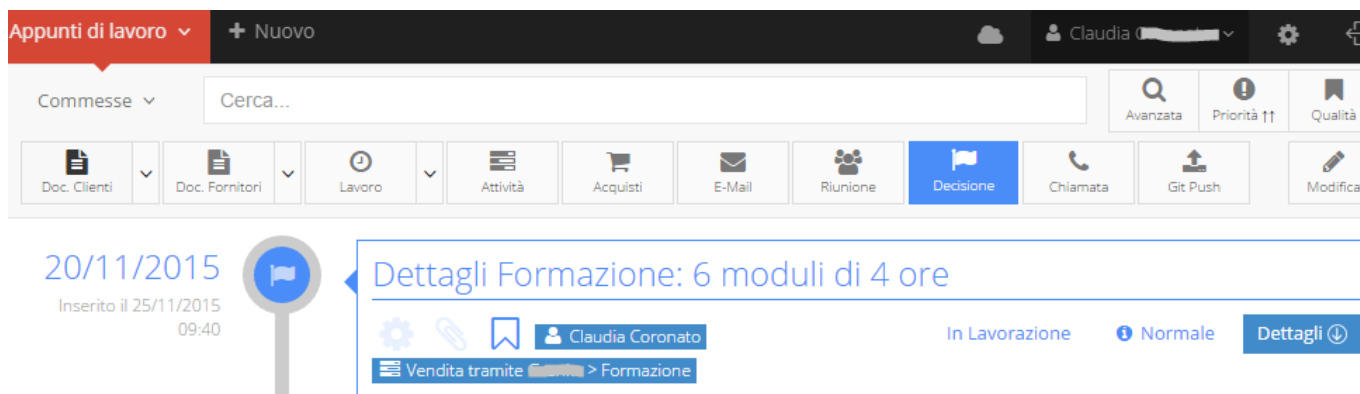 Appunti di lavoro
Nuovo
Claudia
Commesse
Cerca...
Avanzata
Priorità ↑↑
Qualità
Doc. Clienti
Doc. Fornitori
Lavoro
Attività
Acquisti
E-Mail
Riunione
Decisione
Chiamata
Git Push
Modifica
20/11/2015
Inserito il 25/11/2015
09:40
Dettagli Formazione: 6 moduli di 4 ore
Claudia Coronato
In Lavorazione
Normale
Dettagli
Vendita tramite > Formazione